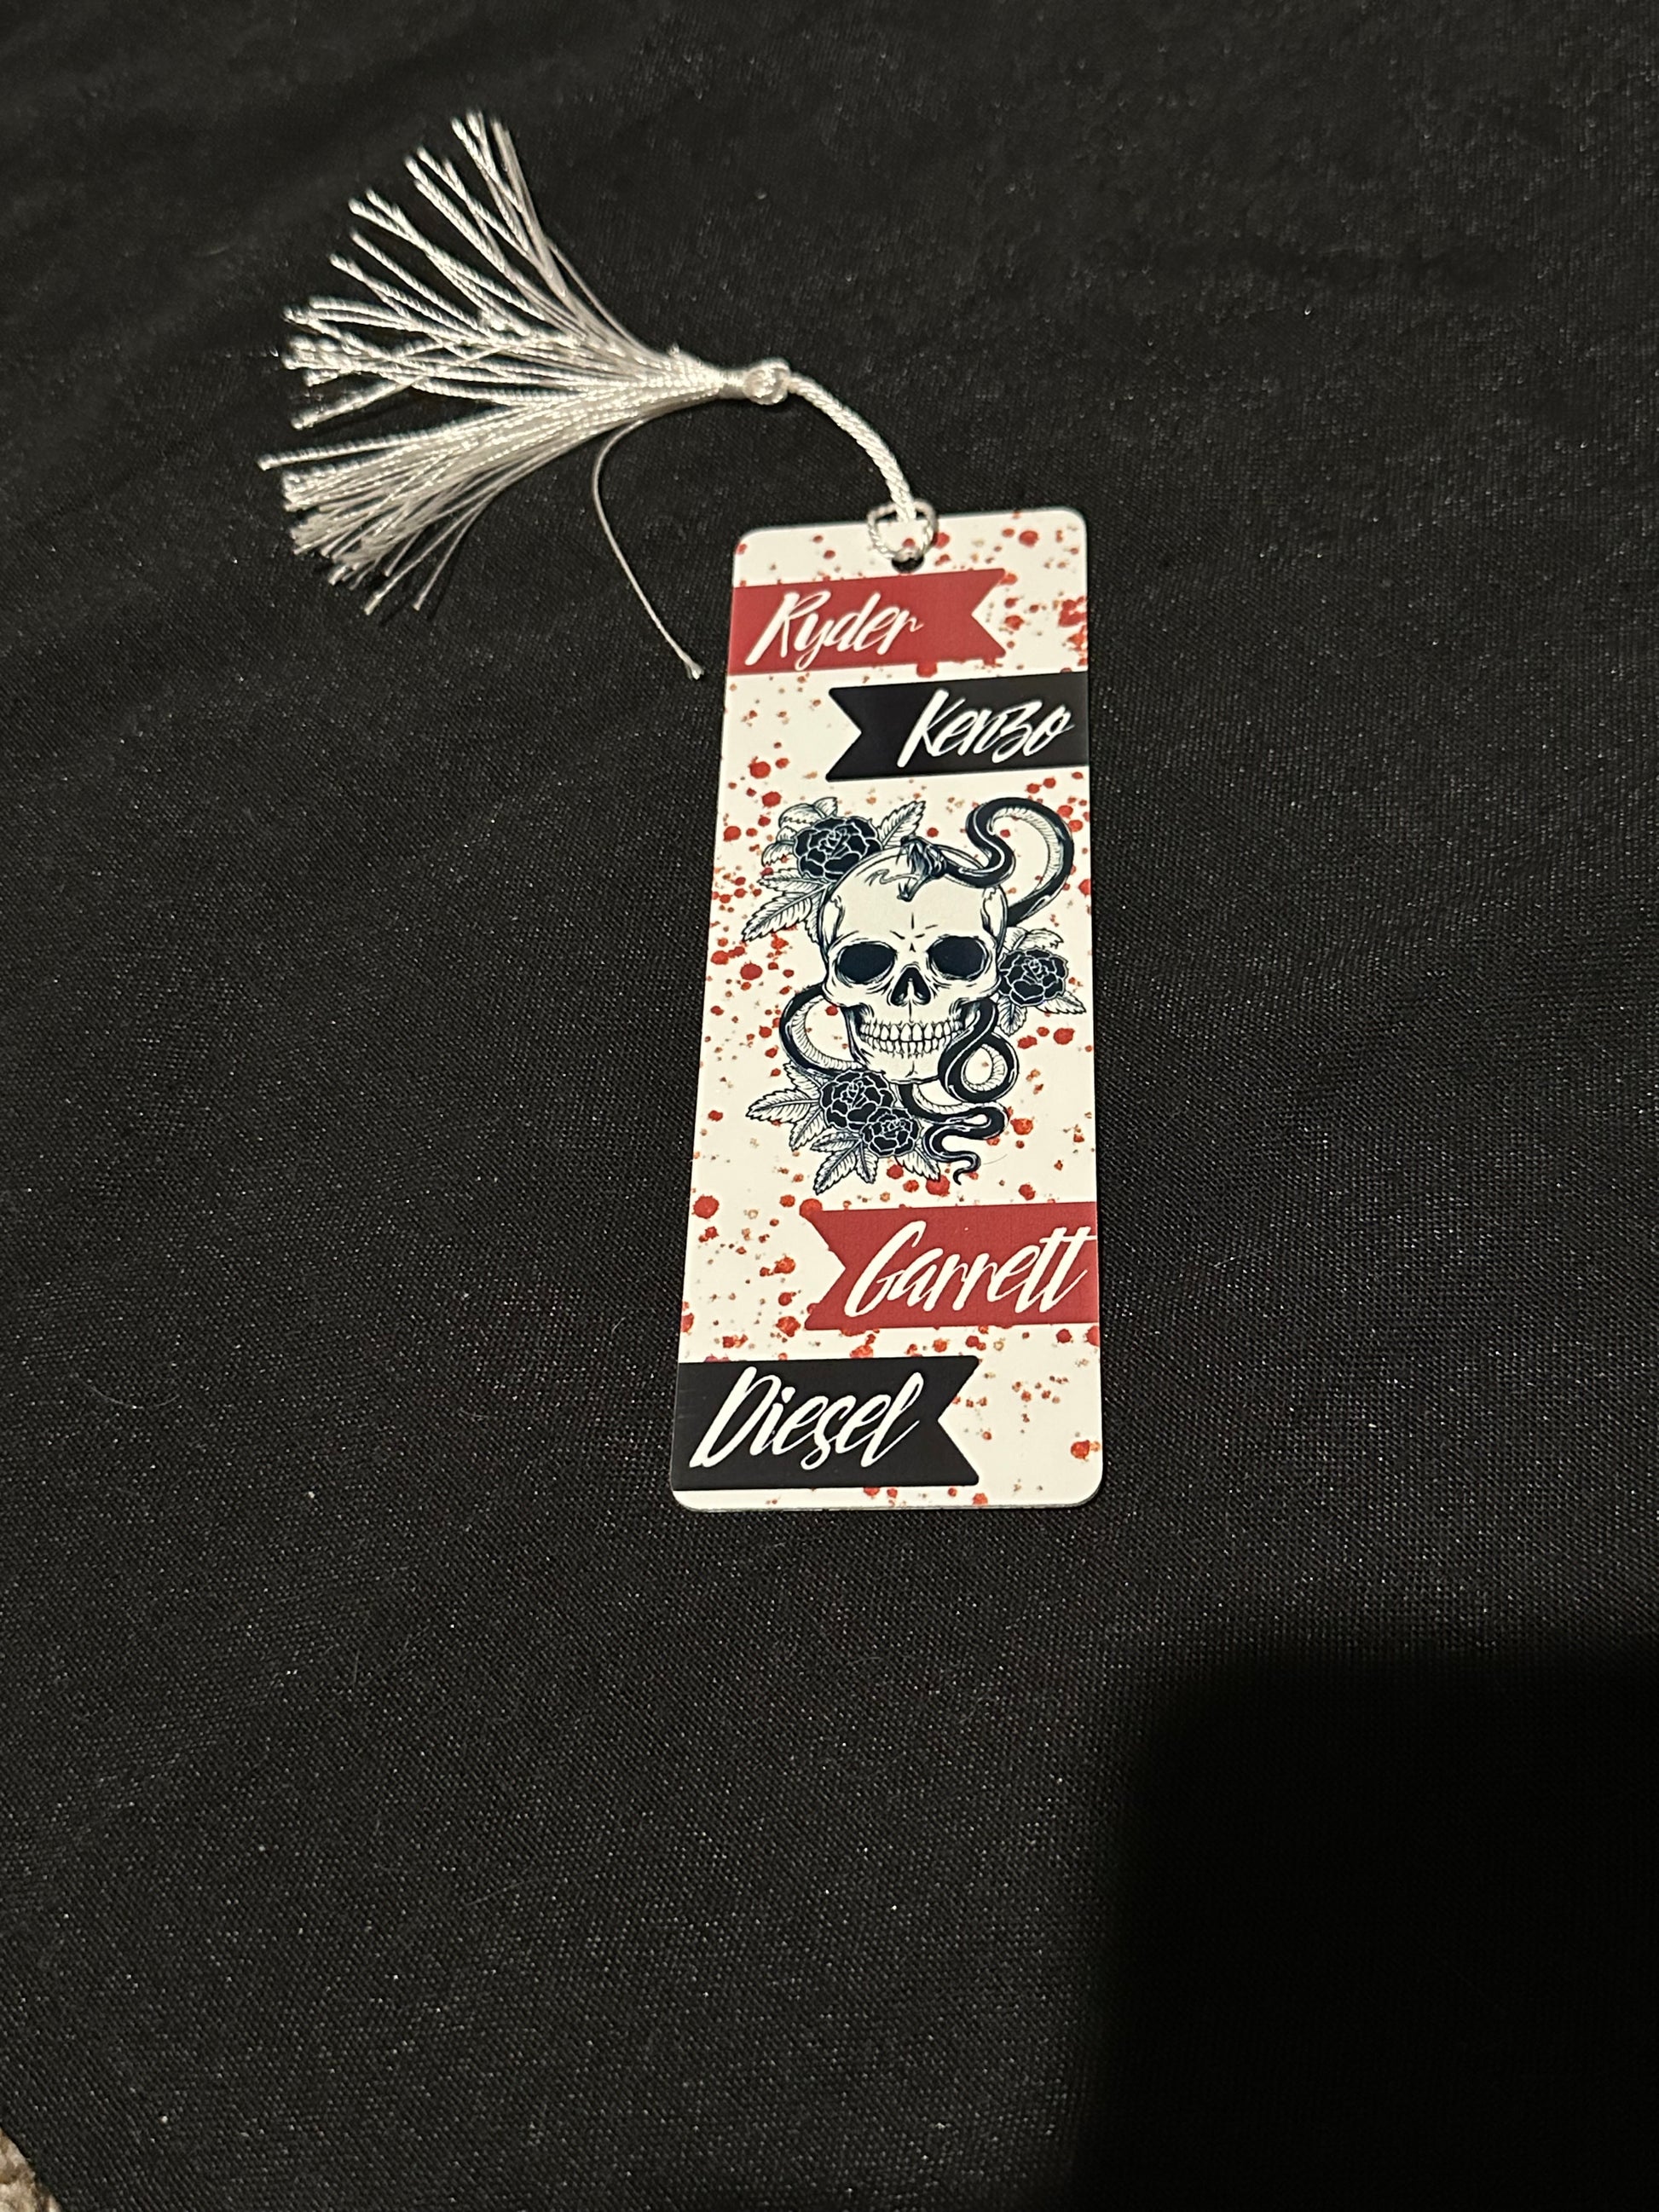 Ryder
Kenzo
Garrett
Diesel